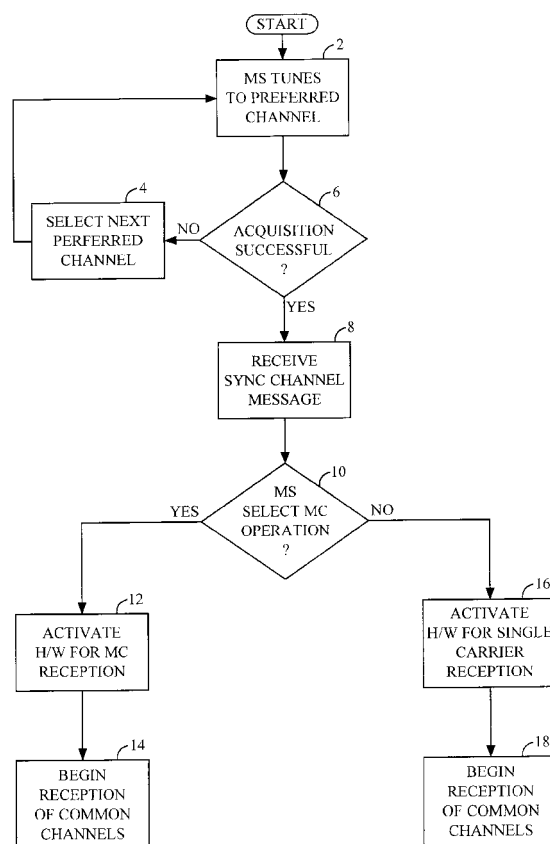 START
2
MS TUNES
TO PREFERRED
CHANNEL
4
SELECT NEXT
PERFERRED
CHANNEL
NO
6
ACQUISITION
SUCCESSFUL
?
YES
8
RECEIVE
SYNC CHANNEL
MESSAGE
10
MS
SELECT MC
OPERATION
?
YES
NO
12
ACTIVATE
H/W FOR MC
RECEPTION
16
ACTIVATE
H/W FOR SINGLE
CARRIER
RECEPTION
14
BEGIN
RECEPTION
OF COMMON
CHANNELS
18
BEGIN
RECEPTION
OF COMMON
CHANNELS